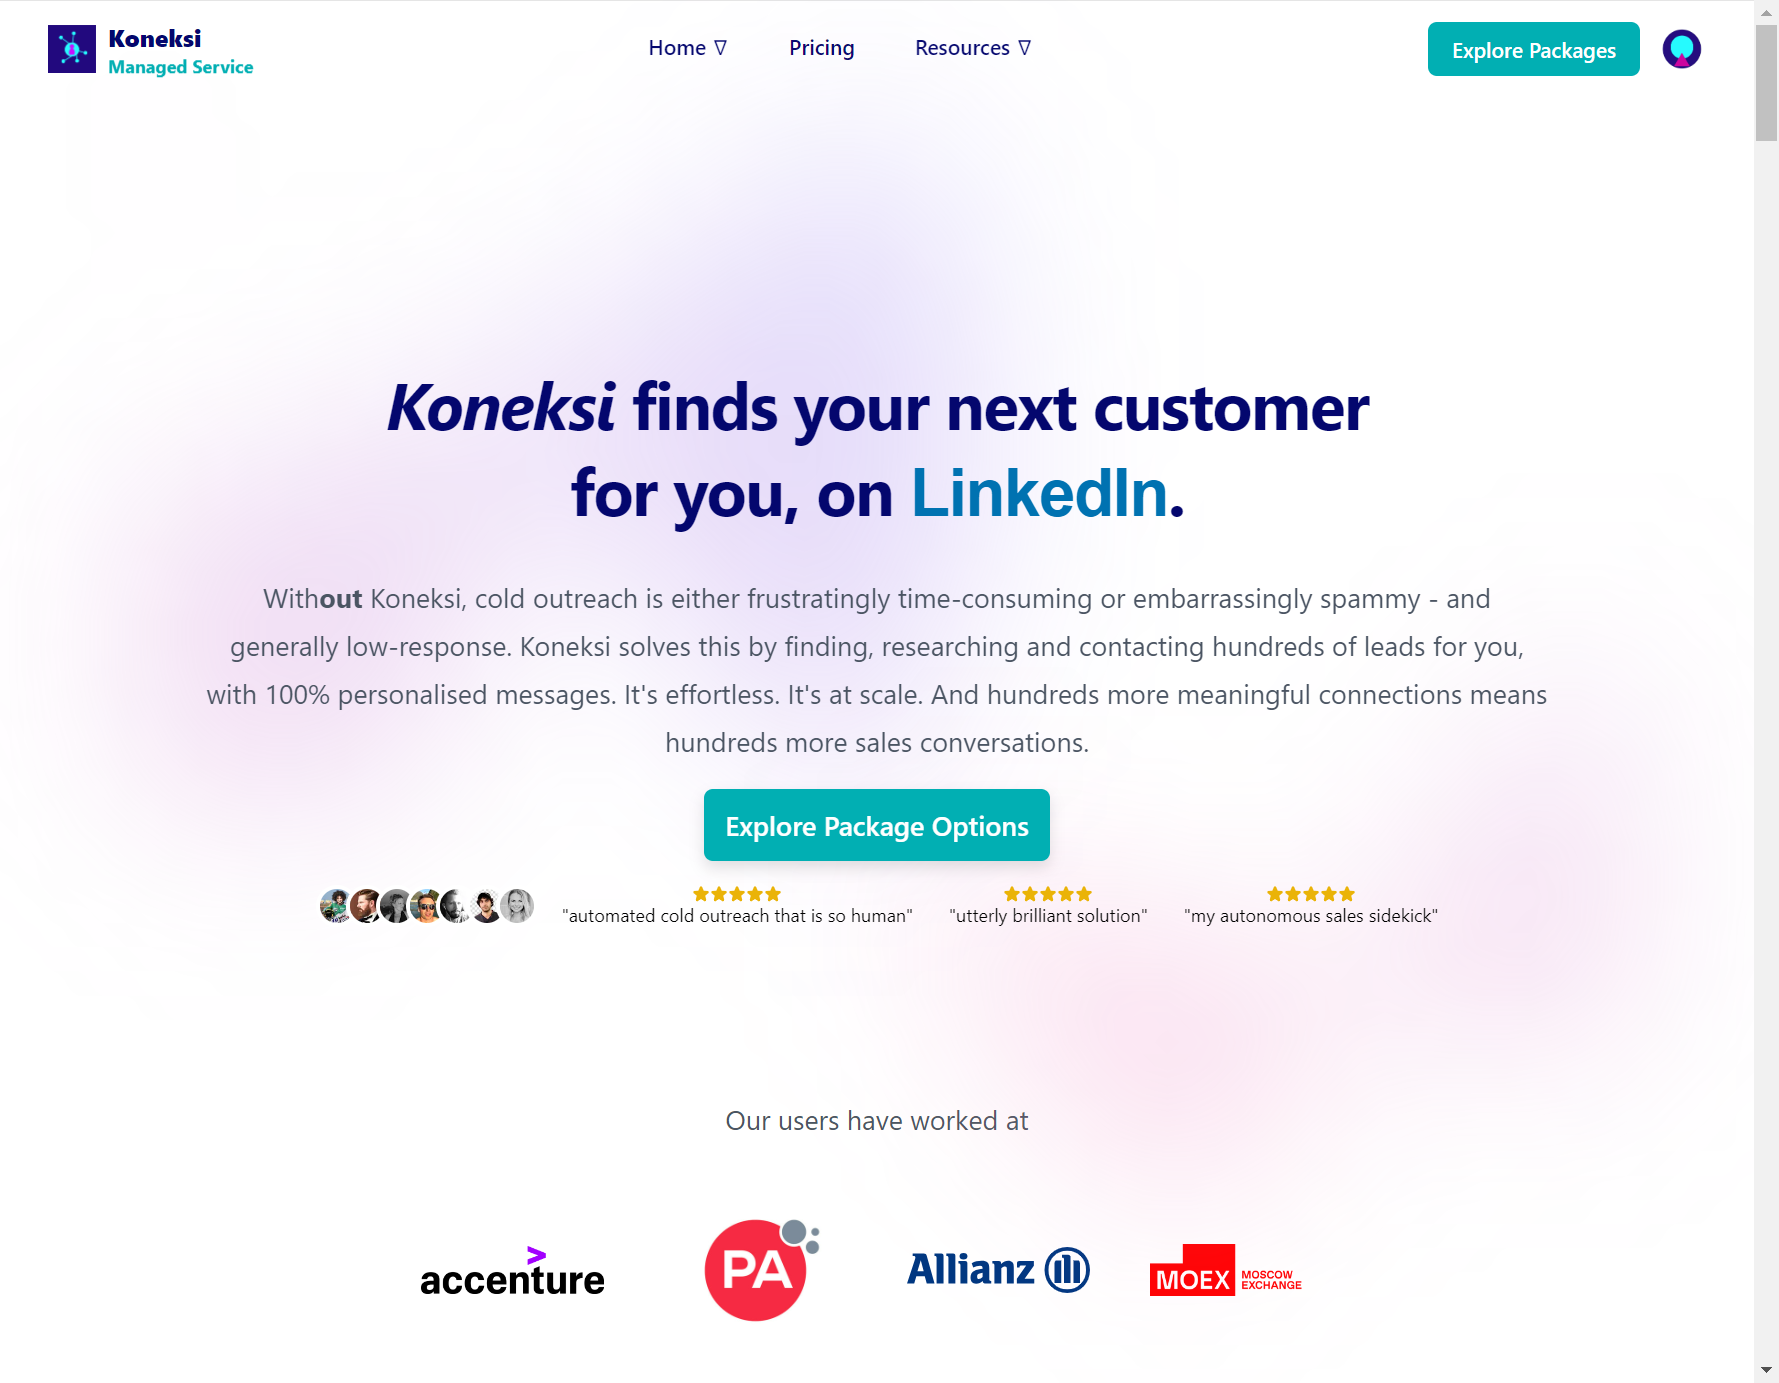 Koneksi
Managed Service
Home ∇
Pricing
Resources ∇
Explore Packages
Koneksi finds your next customer
for you, on LinkedIn.
Without Koneksi, cold outreach is either frustratingly time-consuming or embarrassingly spammy - and
generally low-response. Koneksi solves this by finding, researching and contacting hundreds of leads for you,
with 100% personalised messages. It's effortless. It's at scale. And hundreds more meaningful connections means
hundreds more sales conversations.
Explore Package Options
"automated cold outreach that is so human"
"utterly brilliant solution"
"my autonomous sales sidekick"
Our users have worked at
accenture
PA
Allianz
MOEX
MOSCOW
EXCHANGE